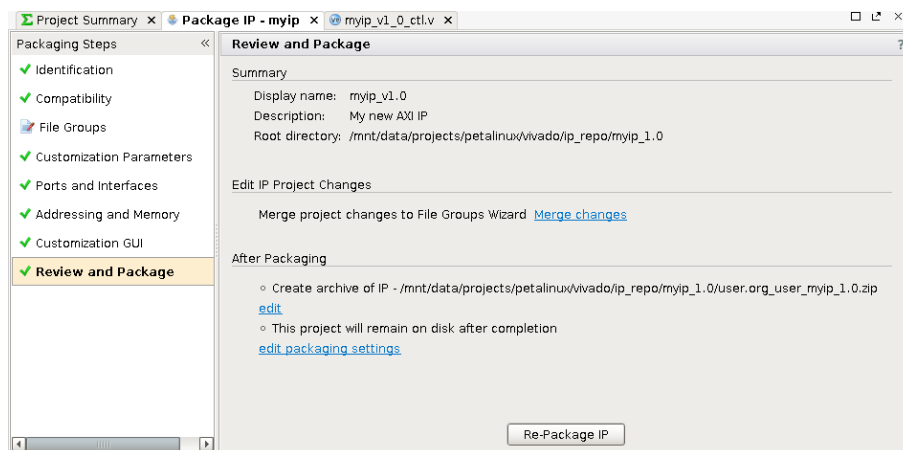 Project Summary × Package IP - myip × myip_v1_0_ctl.v ×
Packaging Steps «
Identification
Compatibility
File Groups
Customization Parameters
Ports and Interfaces
Addressing and Memory
Customization GUI
Review and Package
Review and Package ?
Summary
Display name: myip_v1.0
Description: My new AXI IP
Root directory: /mnt/data/projects/petalinux/vivado/ip_repo/myip_1.0
Edit IP Project Changes
Merge project changes to File Groups Wizard Merge changes
After Packaging
Create archive of IP - /mnt/data/projects/petalinux/vivado/ip_repo/myip_1.0/user.org_user_myip_1.0.zip
edit
This project will remain on disk after completion
edit packaging settings
Re-Package IP